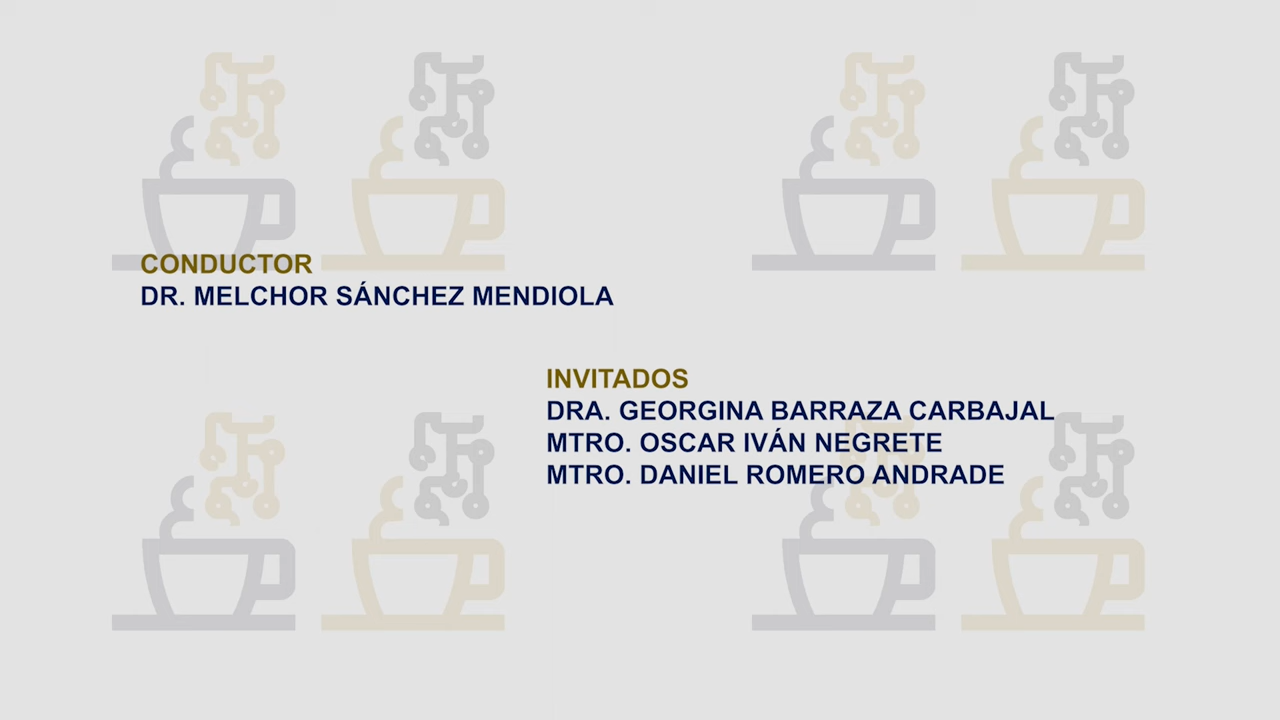 CONDUCTOR
DR. MELCHOR SÁNCHEZ MENDIOLA
INVITADOS
DRA. GEORGINA BARRAZA CARBAJAL
MTRO. OSCAR IVÁN NEGRETE
MTRO. DANIEL ROMERO ANDRADE